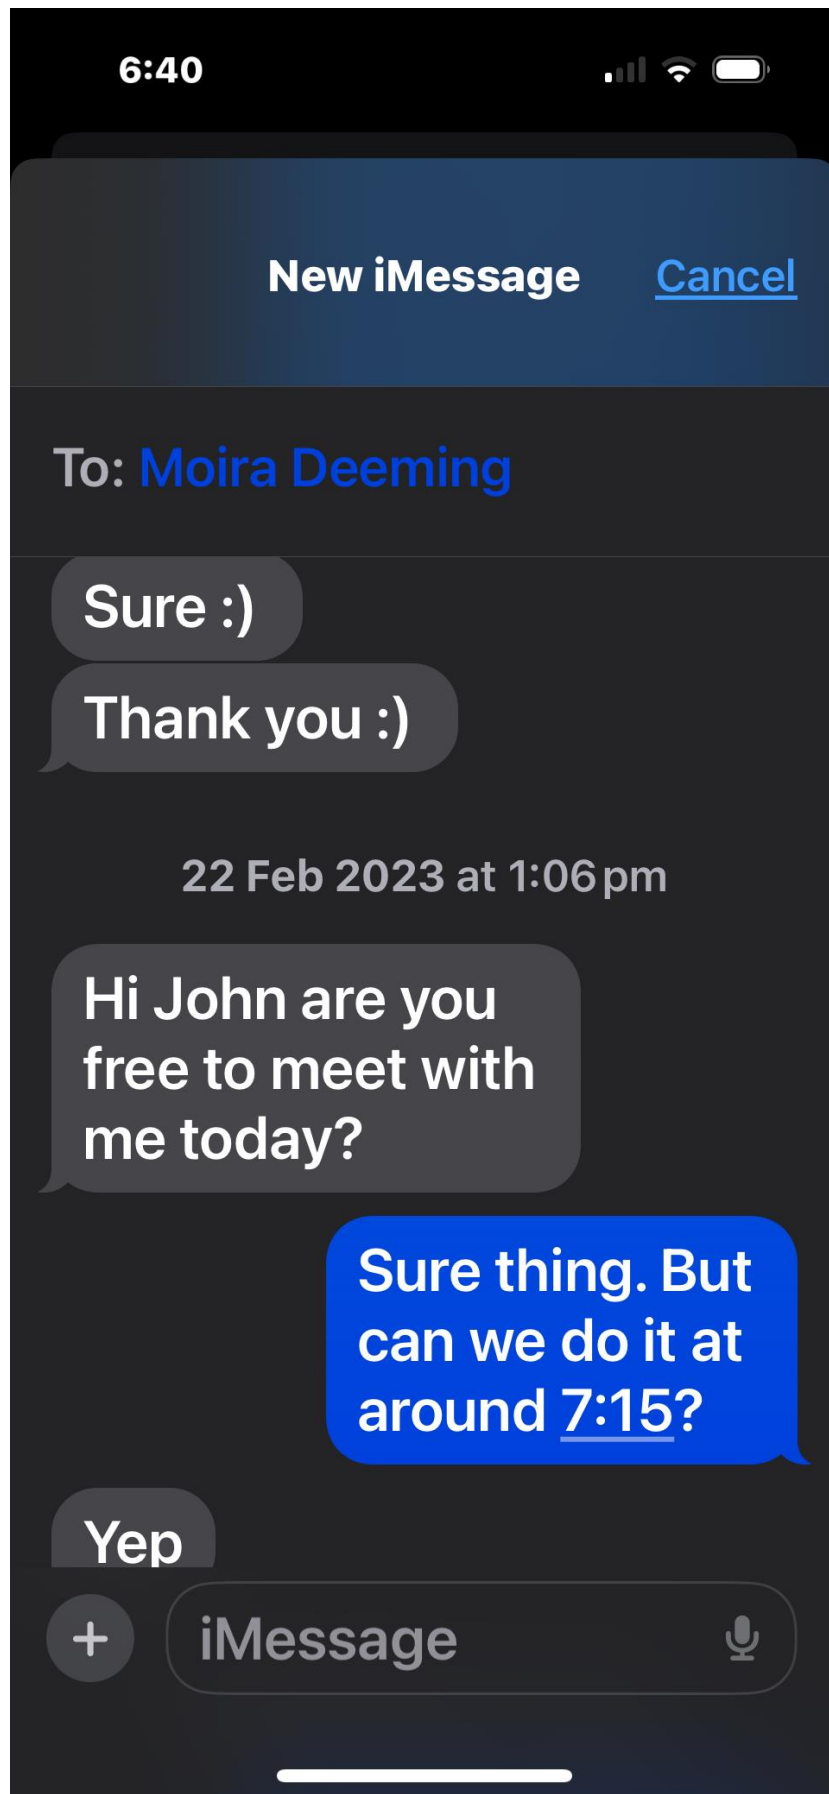 6:40
New iMessage
Cancel
To: Moira Deeming
Sure :)
Thank you :)
22 Feb 2023 at 1:06 pm
Hi John are you
free to meet with
me today?
Sure thing. But
can we do it at
around 7:15?
Yep
iMessage